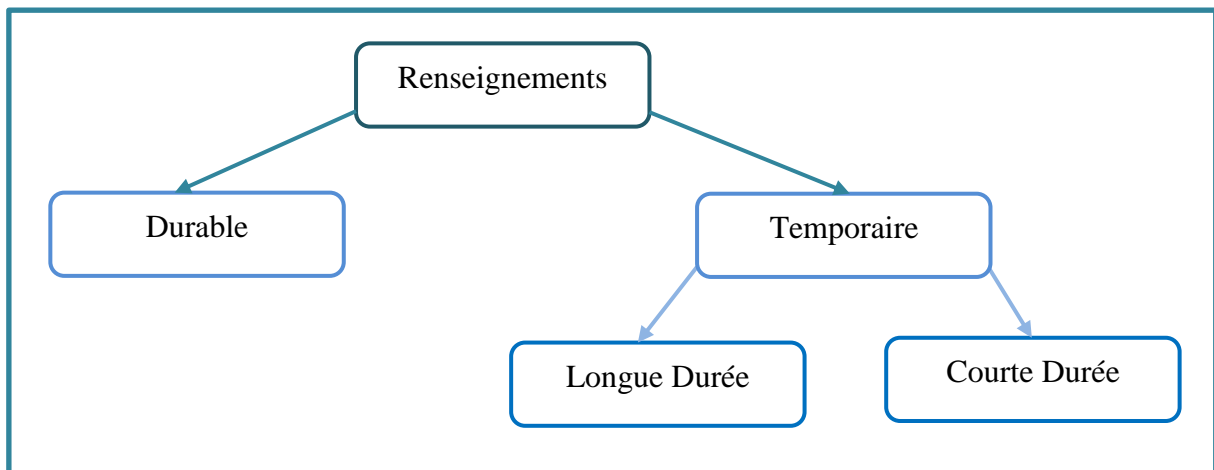 Renseignements
Durable
Temporaire
Longue Durée
Courte Durée